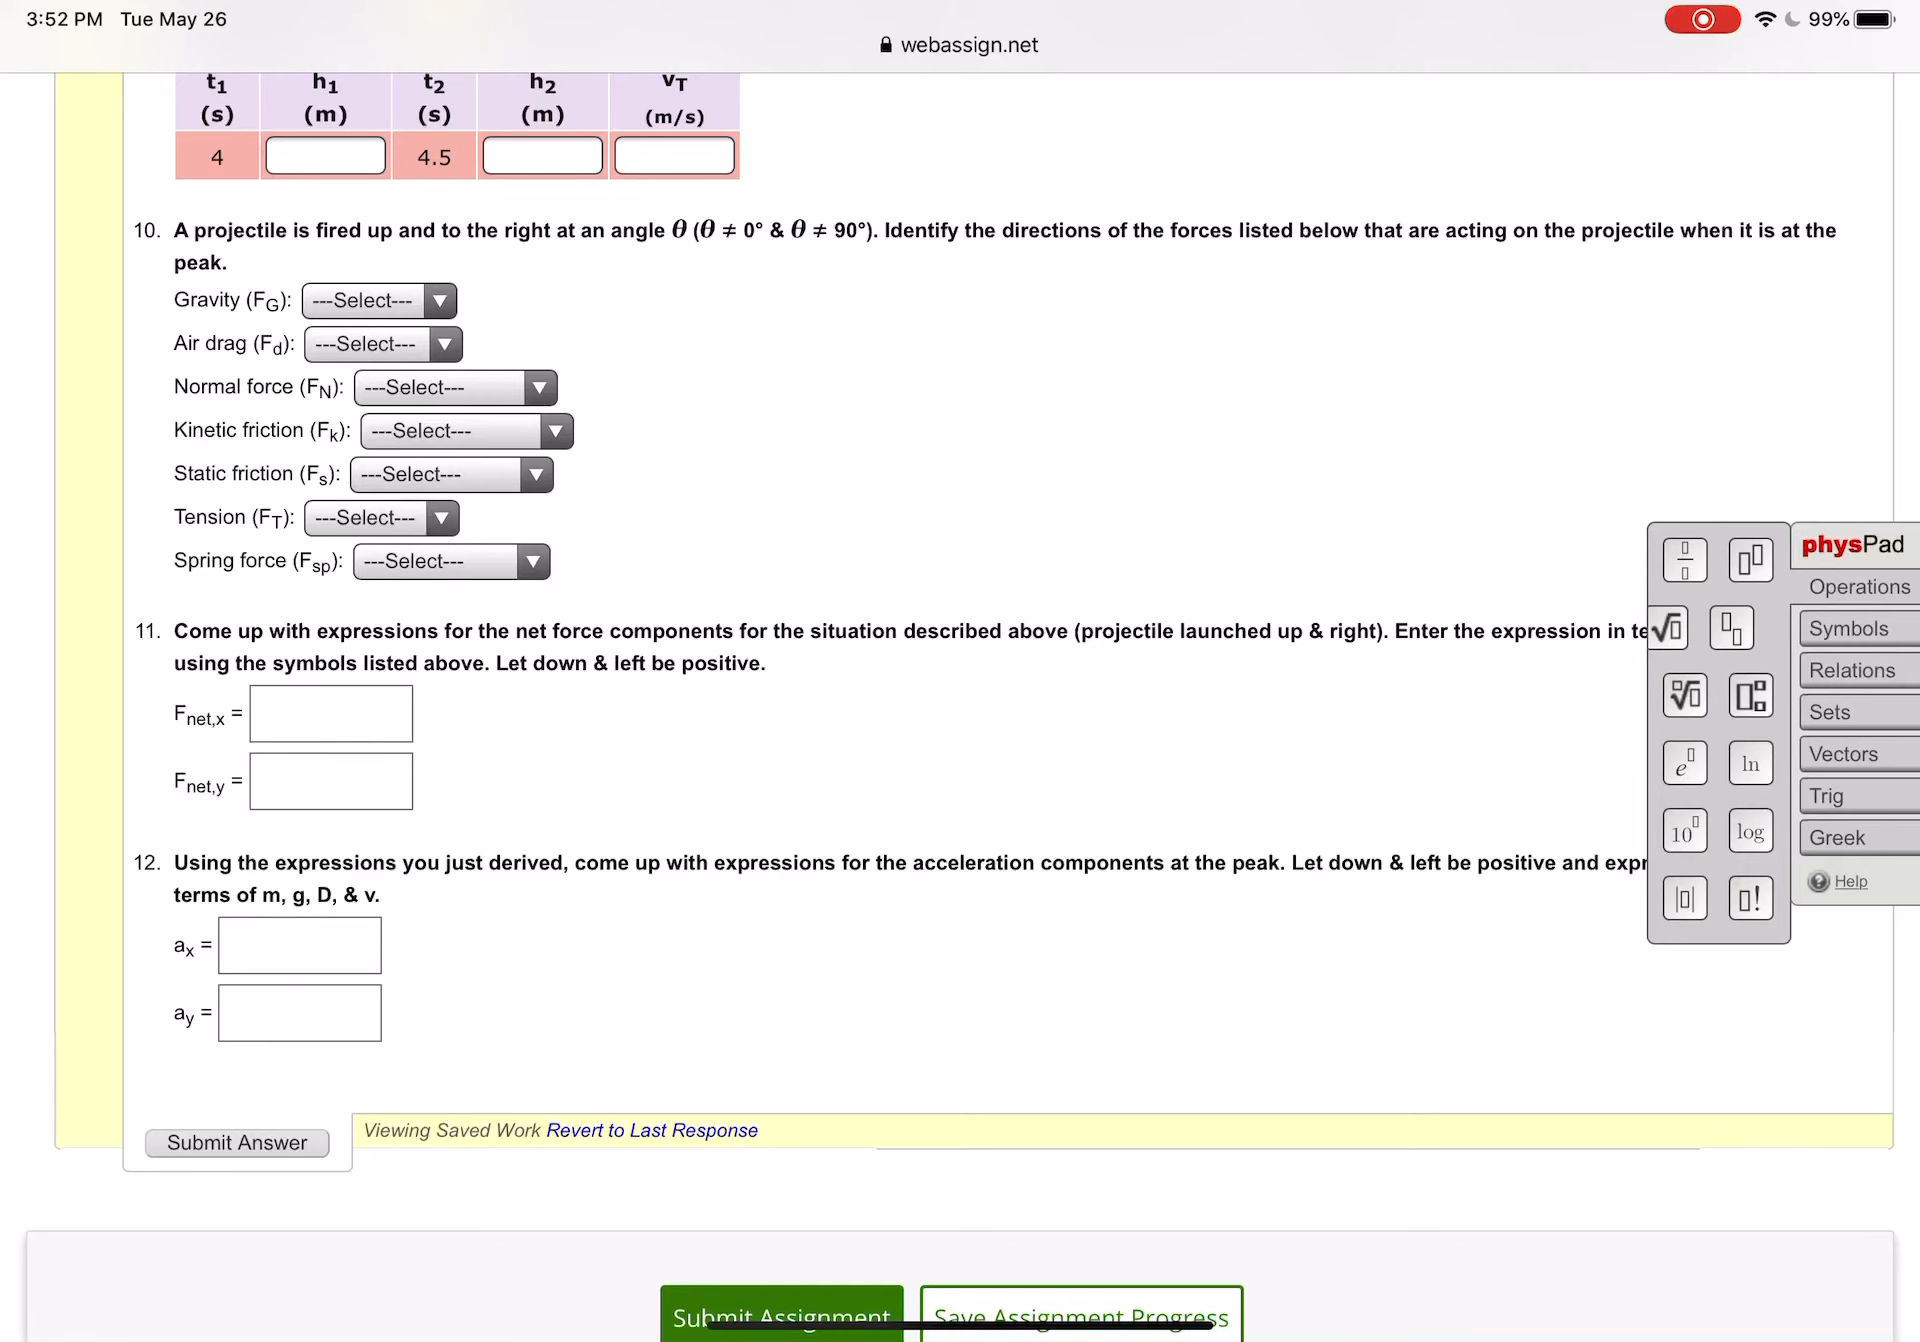 3:52 PM Tue May 26
99%
webassign.net
t1 h1 t2 h2 vT
(s) (m) (s) (m) (m/s)
4 4.5
10. A projectile is fired up and to the right at an angle θ (θ ≠ 0° & θ ≠ 90°). Identify the directions of the forces listed below that are acting on the projectile when it is at the
peak.
Gravity (FG): ---Select---
Air drag (Fd): ---Select---
Normal force (FN): ---Select---
Kinetic friction (Fk): ---Select---
Static friction (Fs): ---Select---
Tension (FT): ---Select---
Spring force (Fsp): ---Select---
11. Come up with expressions for the net force components for the situation described above (projectile launched up & right). Enter the expression in te
using the symbols listed above. Let down & left be positive.
Fnet,x =
Fnet,y =
12. Using the expressions you just derived, come up with expressions for the acceleration components at the peak. Let down & left be positive and expr
terms of m, g, D, & v.
ax =
ay =
physPad
Operations
Symbols
Relations
Sets
Vectors
Trig
Greek
Help
√▯ ▯▯
e▯ ln
10▯ log
|▯| ▯!
Submit Answer
Viewing Saved Work Revert to Last Response
Submit Assignment
Save Assignment Progress